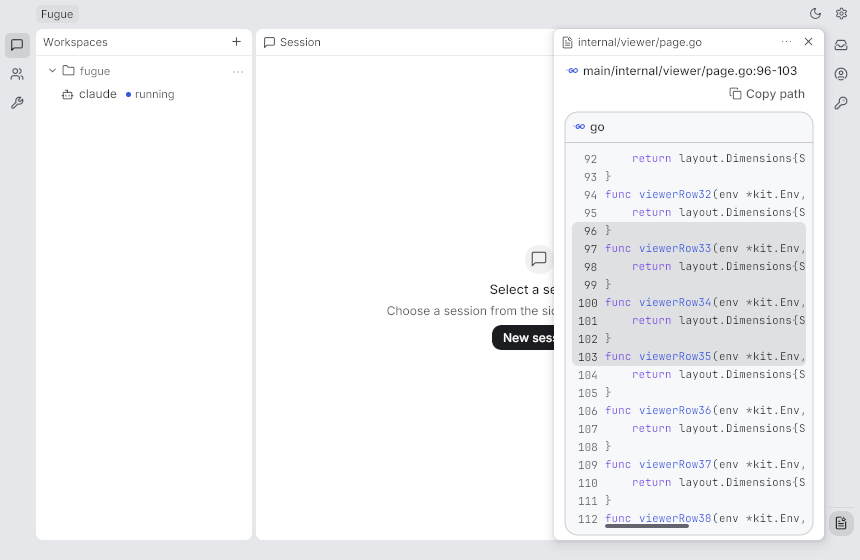 Fugue
Workspaces
fugue
claude running
Session
Select a se
Choose a session from the sid
New sess
internal/viewer/page.go
main/internal/viewer/page.go:96-103
Copy path
go
92 return layout.Dimensions{S
93 }
94 func viewerRow32(env *kit.Env,
95 return layout.Dimensions{S
96 }
97 func viewerRow33(env *kit.Env,
98 return layout.Dimensions{S
99 }
100 func viewerRow34(env *kit.Env,
101 return layout.Dimensions{S
102 }
103 func viewerRow35(env *kit.Env,
104 return layout.Dimensions{S
105 }
106 func viewerRow36(env *kit.Env,
107 return layout.Dimensions{S
108 }
109 func viewerRow37(env *kit.Env,
110 return layout.Dimensions{S
111 }
112 func viewerRow38(env *kit.Env,